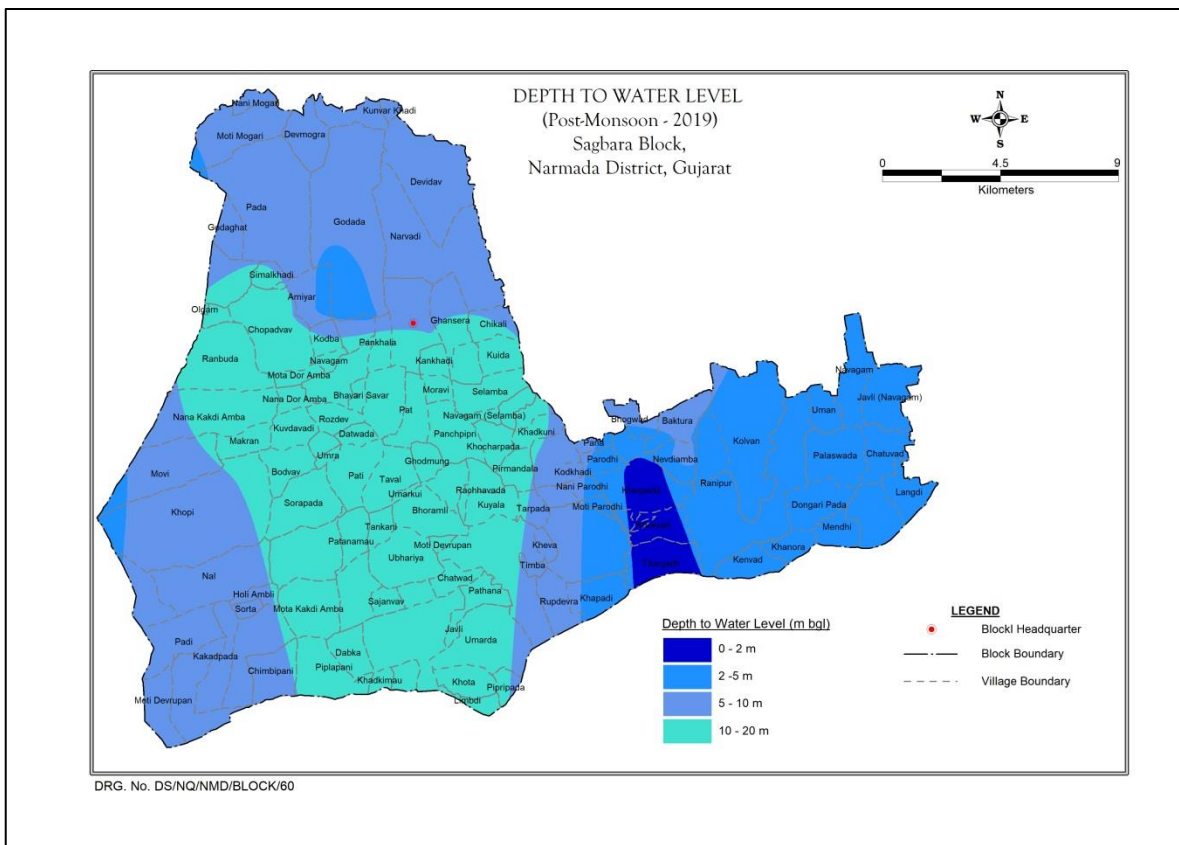 DEPTH TO WATER LEVEL
(Post-Monsoon - 2019)
Sagbara Block,
Narmada District, Gujarat
N
W E
S
0 4.5 9
Kilometers
Nani Mogari
Kunvar Khadi
Moti Mogari
Devmogra
Devidav
Pada
Godada
Godaghat
Narvadi
Simalkhadi
Amiyar
Olgam
Ghansera
Chikali
Chopadvav
Kodba
Pankhala
Ranbuda
Navagam
Kankhadi
Kuida
Mota Dor Amba
Moravi
Selamba
Nana Dor Amba
Bhavari Savar
Pat
Nana Kakdi Amba
Rozdev
Navagam (Selamba)
Kuvdavadi
Datwada
Panchpipri
Khadkuni
Makran
Khocharpada
Umra
Ghodmung
Pirmandala
Movi
Bodvav
Pati
Taval
Raohhavada
Umarkui
Khopi
Sorapada
Bhoramli
Kuyala
Tarpada
Tankani
Patanamau
Moti Devrupan
Kheva
Ubhariya
Timba
Nal
Chatwad
Pathana
Holi Ambli
Sorta
Mota Kakdi Amba
Sajanvav
Rupdevra
Khapadi
Padi
Javli
Umarda
Kakadpada
Dabka
Chimbipani
Piplapani
Khadkimau
Khota
Pipripada
Moti Devrupan
Limbdi
Navagam
Javli (Navagam)
Uman
Bhogwad
Baktura
Kolvan
Pana
Parodhi
Nevdiamba
Palaswada
Chatuvad
Kodkhadi
Nani Parodhi
Ranipur
Langdi
Moti Parodhi
Dongari Pada
Mendhi
Khanora
Kenvad
Depth to Water Level (m bgl)
0 - 2 m
2 -5 m
5 - 10 m
10 - 20 m
LEGEND
Blockl Headquarter
Block Boundary
Village Boundary
DRG. No. DS/NQ/NMD/BLOCK/60